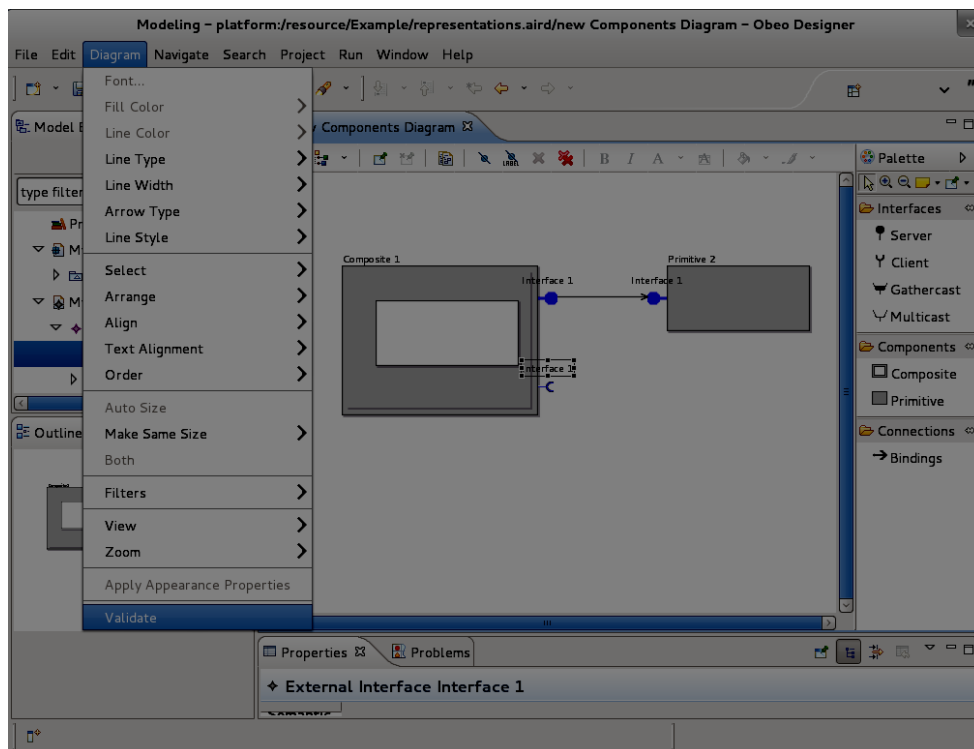 Modeling – platform:/resource/Example/representations.aird/new Components Diagram – Obeo Designer
File Edit Diagram Navigate Search Project Run Window Help
Font...
Fill Color
Line Color
Line Type
Line Width
Arrow Type
Line Style
Select
Arrange
Align
Text Alignment
Order
Auto Size
Make Same Size
Both
Filters
View
Zoom
Apply Appearance Properties
Validate
Model
Components Diagram
type filter
Outline
Composite 1
Interface 1
Interface 1
Primitive 2
Interface 1
Palette
Interfaces
Server
Client
Gathercast
Multicast
Components
Composite
Primitive
Connections
Bindings
Properties
Problems
External Interface Interface 1